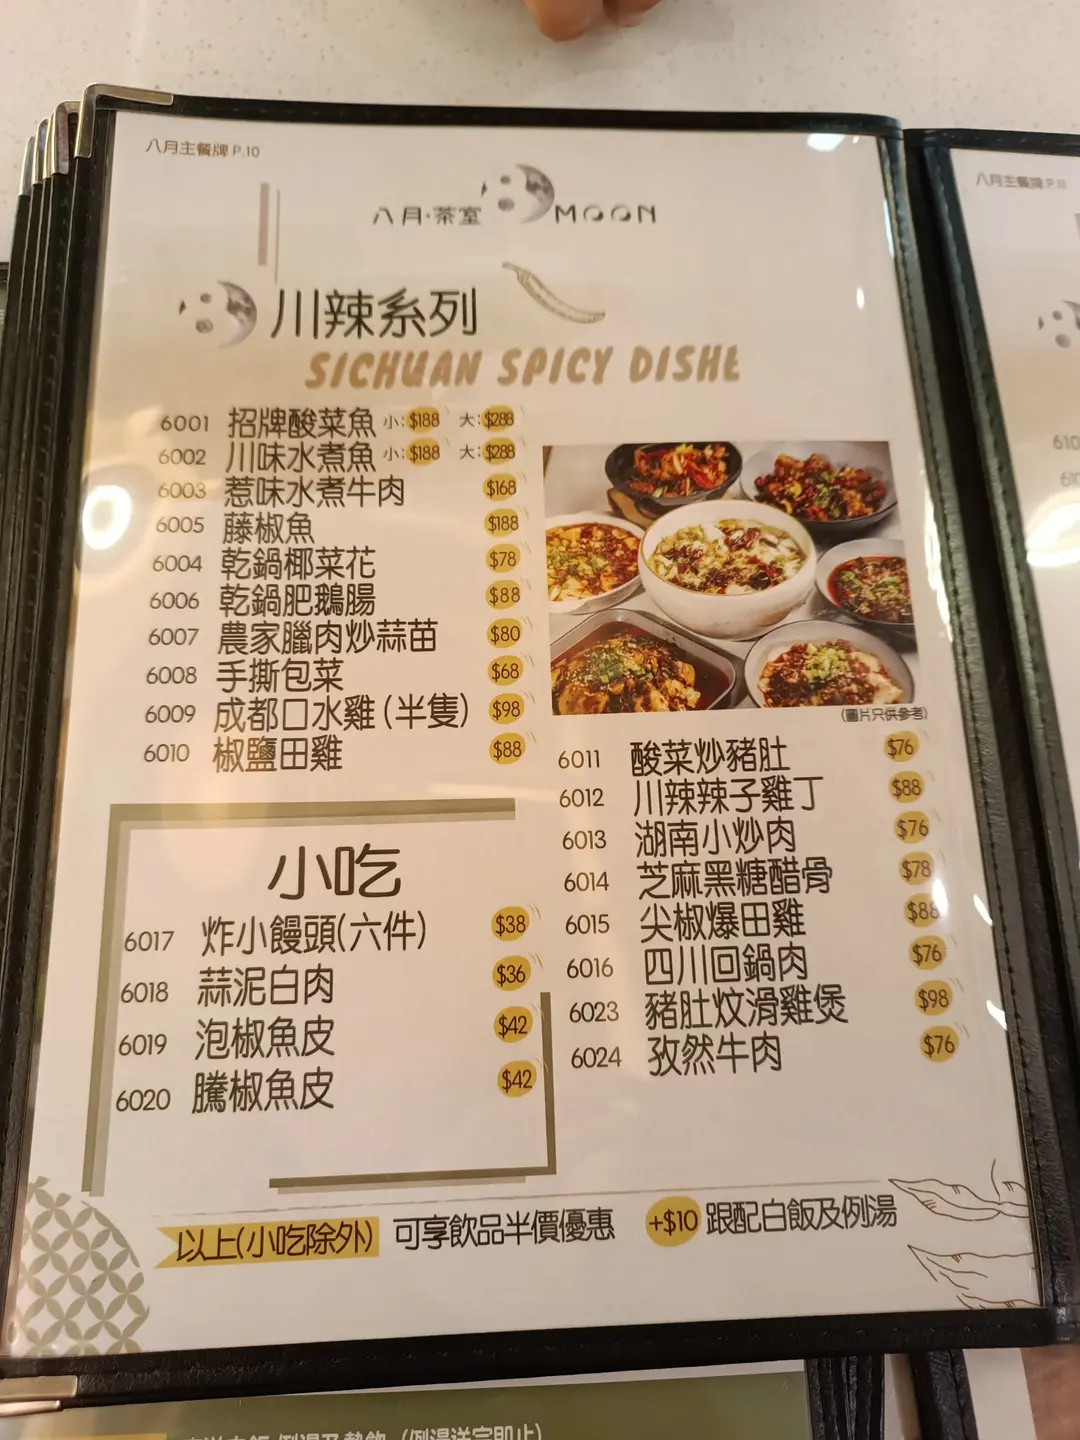 八月主餐牌 P.10
八月·茶室 MOON
川辣系列
SICHUAN SPICY DISHE
6001 招牌酸菜魚 小:$188 大:$288
6002 川味水煮魚 小:$188 大:$288
6003 惹味水煮牛肉 $168
6005 藤椒魚 $188
6004 乾鍋椰菜花 $78
6006 乾鍋肥鵝腸 $88
6007 農家臘肉炒蒜苗 $80
6008 手撕包菜 $68
6009 成都口水雞(半隻) $98
6010 椒鹽田雞 $88
(圖片只供參考)
6011 酸菜炒豬肚 $76
6012 川辣辣子雞丁 $88
6013 湖南小炒肉 $76
6014 芝麻黑糖醋骨 $78
6015 尖椒爆田雞 $88
6016 四川回鍋肉 $76
6023 豬肚炆滑雞煲 $98
6024 孜然牛肉 $76
小吃
6017 炸小饅頭(六件) $38
6018 蒜泥白肉 $36
6019 泡椒魚皮 $42
6020 騰椒魚皮 $42
以上(小吃除外) 可享飲品半價優惠 +$10 跟配白飯及例湯
八月主餐牌